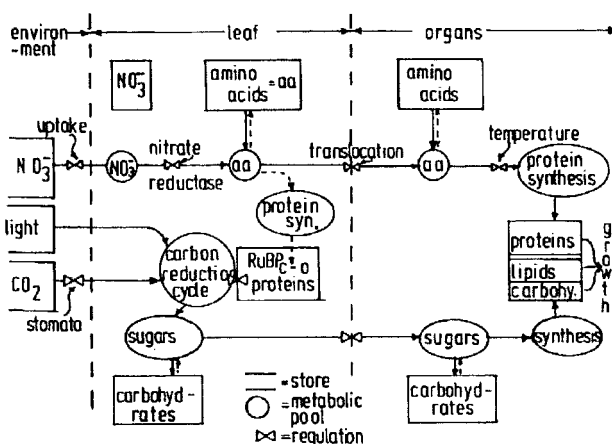 environ-
-ment
leaf
organs
NO₃⁻
amino
acids = aa
amino
acids
uptake
nitrate
reductase
translocation
temperature
NO₃⁻
NO₃⁻
aa
aa
protein
synthesis
protein
syn.
light
carbon
reduction
cycle
RuBP c-o
proteins
proteins
lipids
carbohy.
growth
CO₂
stomata
sugars
sugars
synthesis
carbohyd-
rates
carbohyd-
rates
=store
=metabolic
pool
=regulation